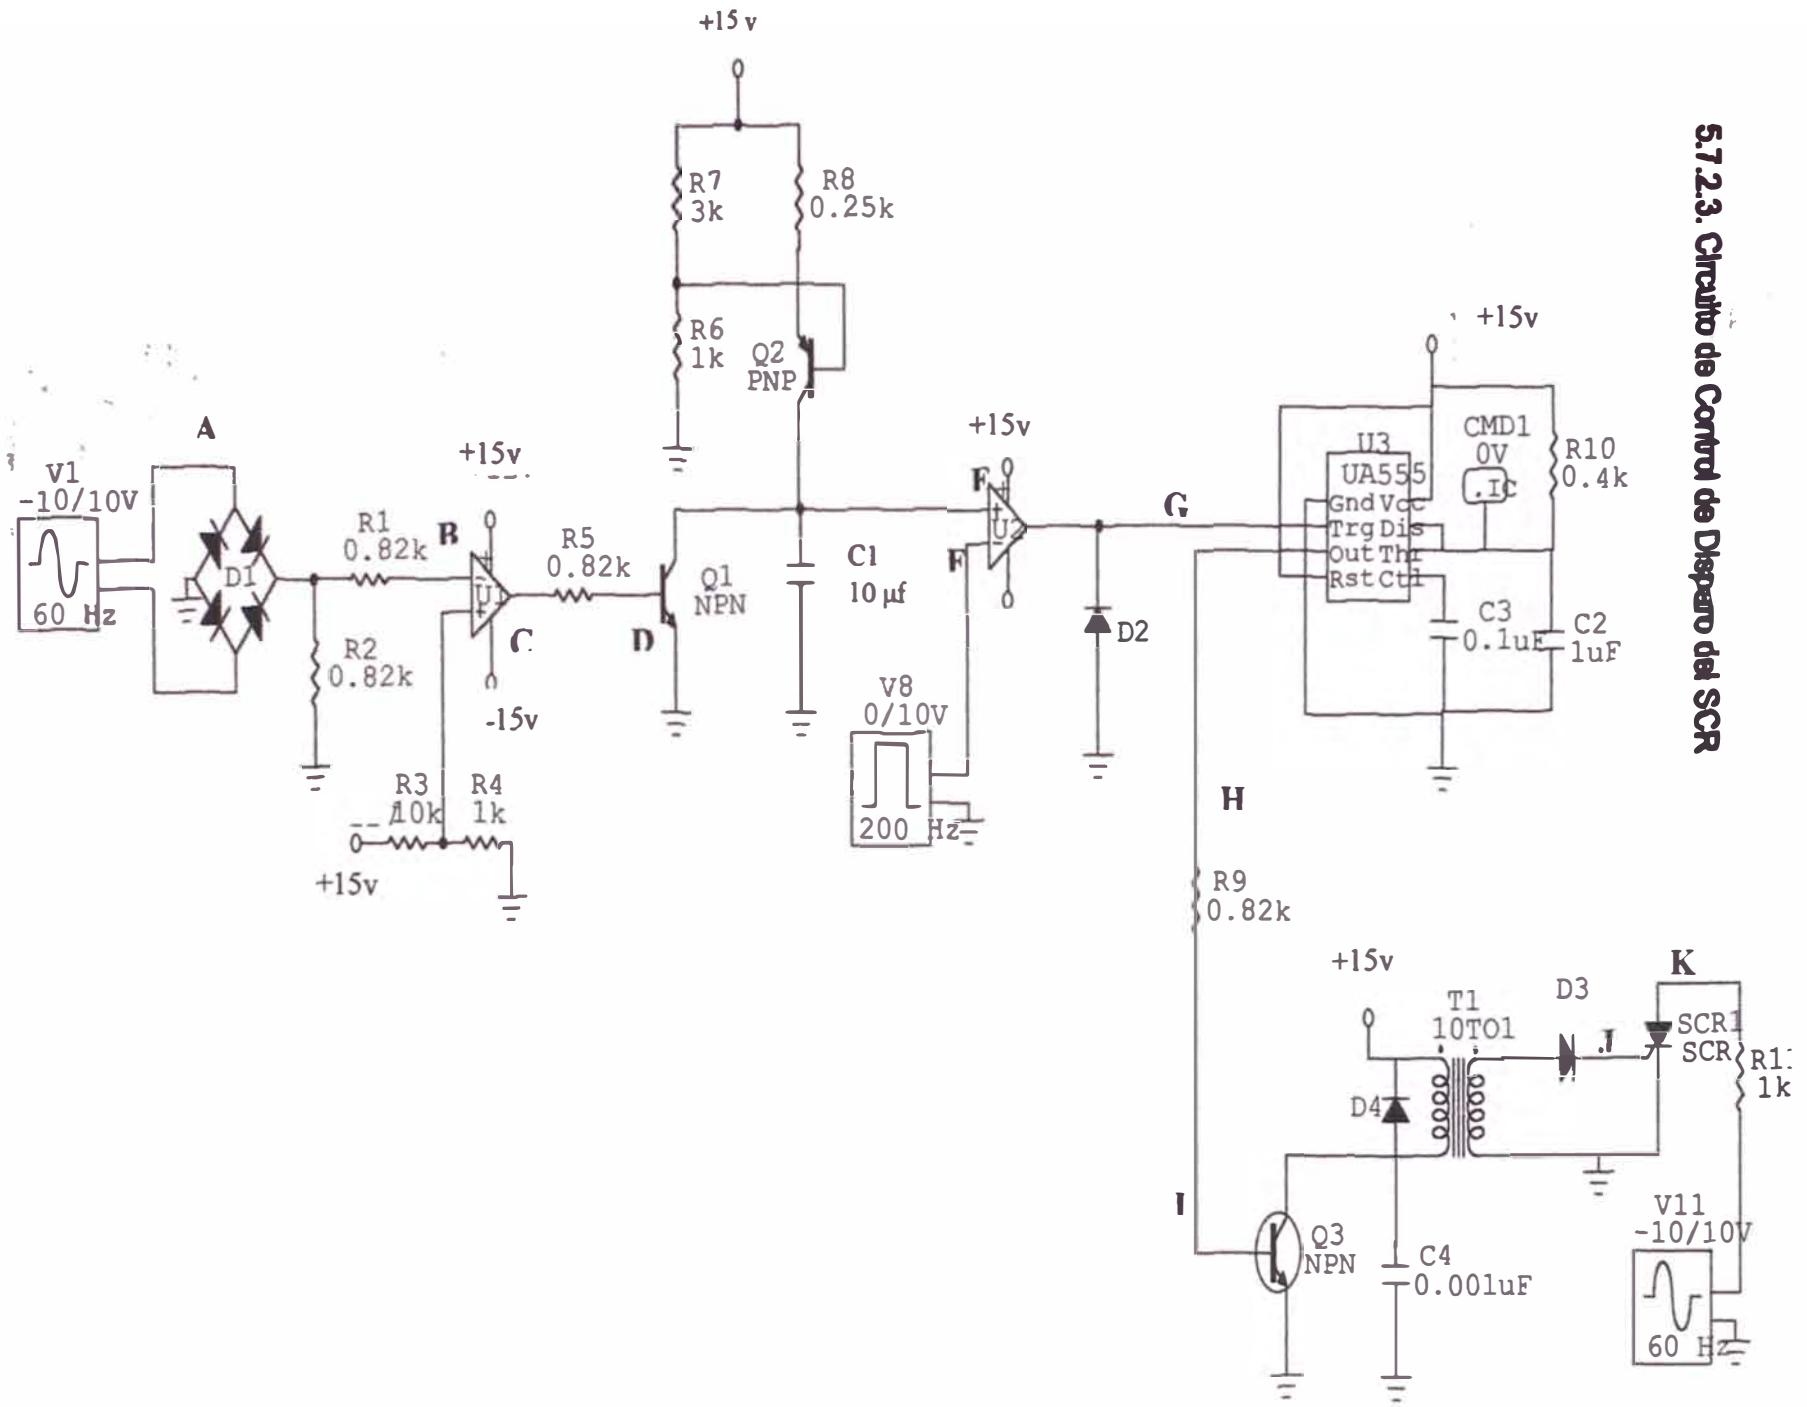 5.7.2.3. Circuito de Control de Disparo del SCR
+15 v
R7
3k
R8
0.25k
R6
1k
Q2
PNP
A
V1
-10/10V
60 Hz
D1
R1
0.82k
R2
0.82k
B
+15v
U1
C
-15v
R3
10k
R4
1k
+15v
R5
0.82k
D
Q1
NPN
C1
10 µf
+15v
F
F
U2
V8
0/10V
200 Hz
G
D2
+15v
U3
UA555
Gnd Vcc
Trg Dis
Out Thr
Rst Ctl
CMD1
0V
.IC
R10
0.4k
C3
0.1uF
C2
1uF
H
R9
0.82k
I
Q3
NPN
+15v
D4
C4
0.001uF
T1
10TO1
D3
J
K
SCR1
SCR
1k
V11
-10/10V
60 Hz